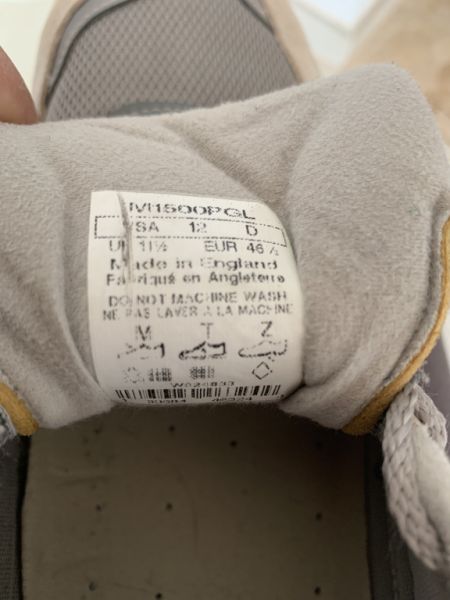 M1500PGL
USA 12 D
UK 11½ EUR 46½
Made in England
Fabriqué en Angleterre
DO NOT MACHINE WASH
NE PAS LAVER A LA MACHINE
M T Z